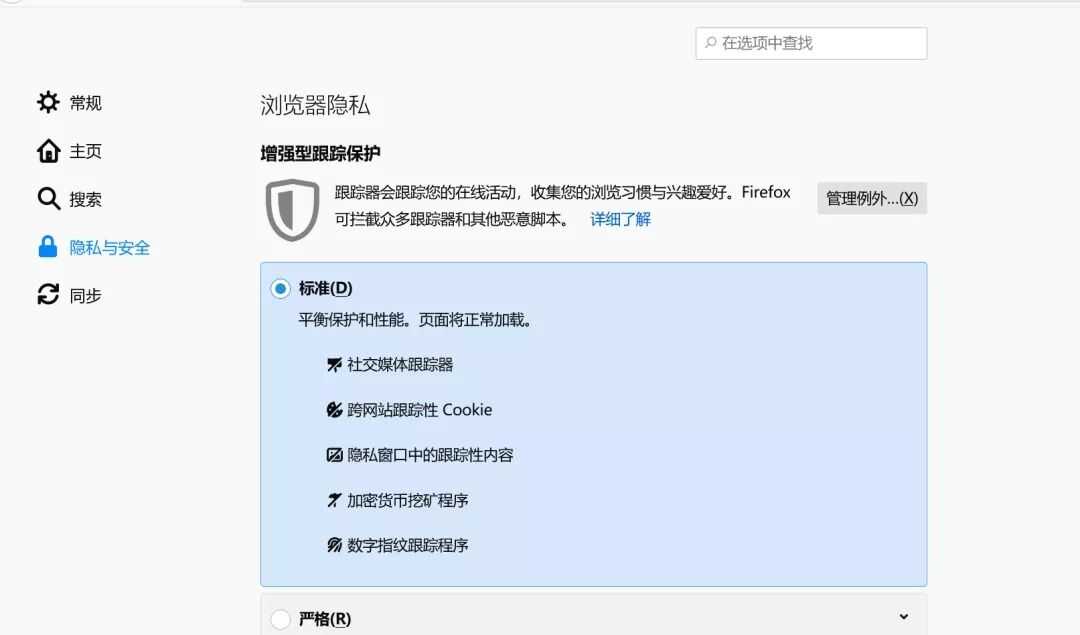 在选项中查找
常规
主页
搜索
隐私与安全
同步
浏览器隐私
增强型跟踪保护
跟踪器会跟踪您的在线活动，收集您的浏览习惯与兴趣爱好。Firefox
可拦截众多跟踪器和其他恶意脚本。 详细了解
管理例外...(X)
标准(D)
平衡保护和性能。页面将正常加载。
社交媒体跟踪器
跨网站跟踪性 Cookie
隐私窗口中的跟踪性内容
加密货币挖矿程序
数字指纹跟踪程序
严格(R)